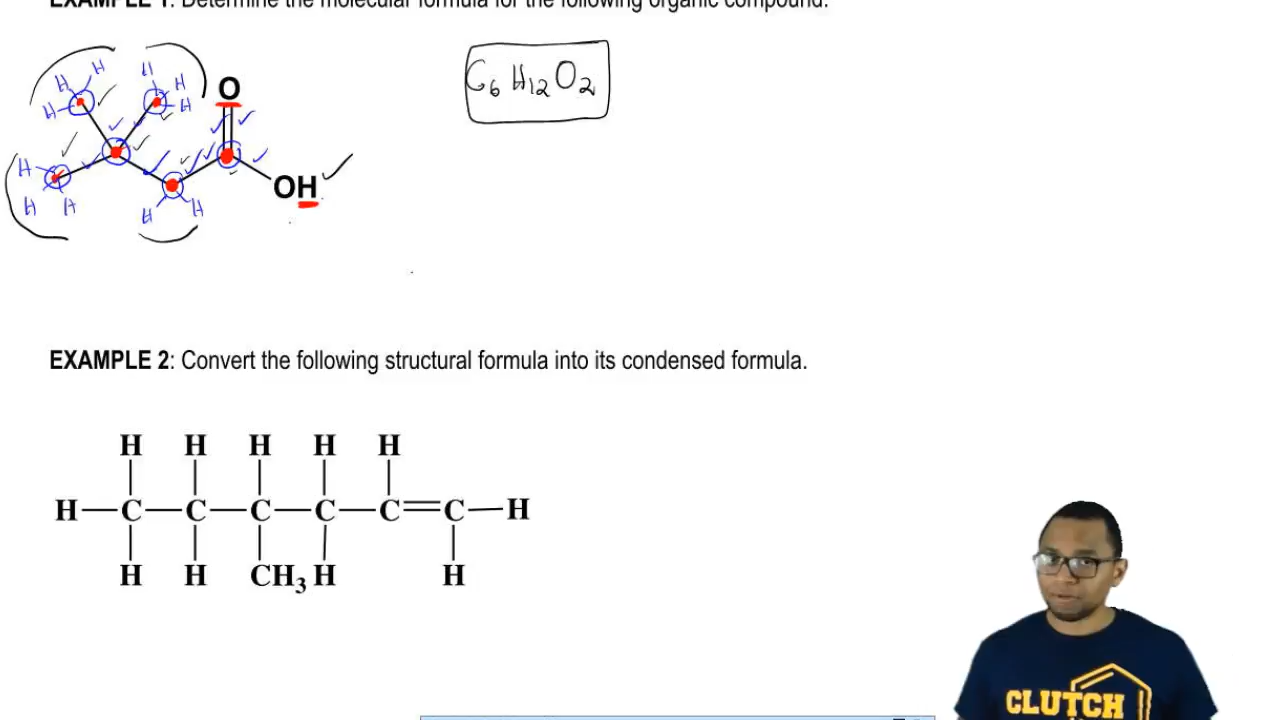 EXAMPLE 1: Determine the molecular formula for the following organic compound.
H H H H H
H H H
H H
H H
O
OH
C6 H12 O2
EXAMPLE 2: Convert the following structural formula into its condensed formula.
H H H H H
H C C C C C C H
H H CH3 H H
CLUTCH